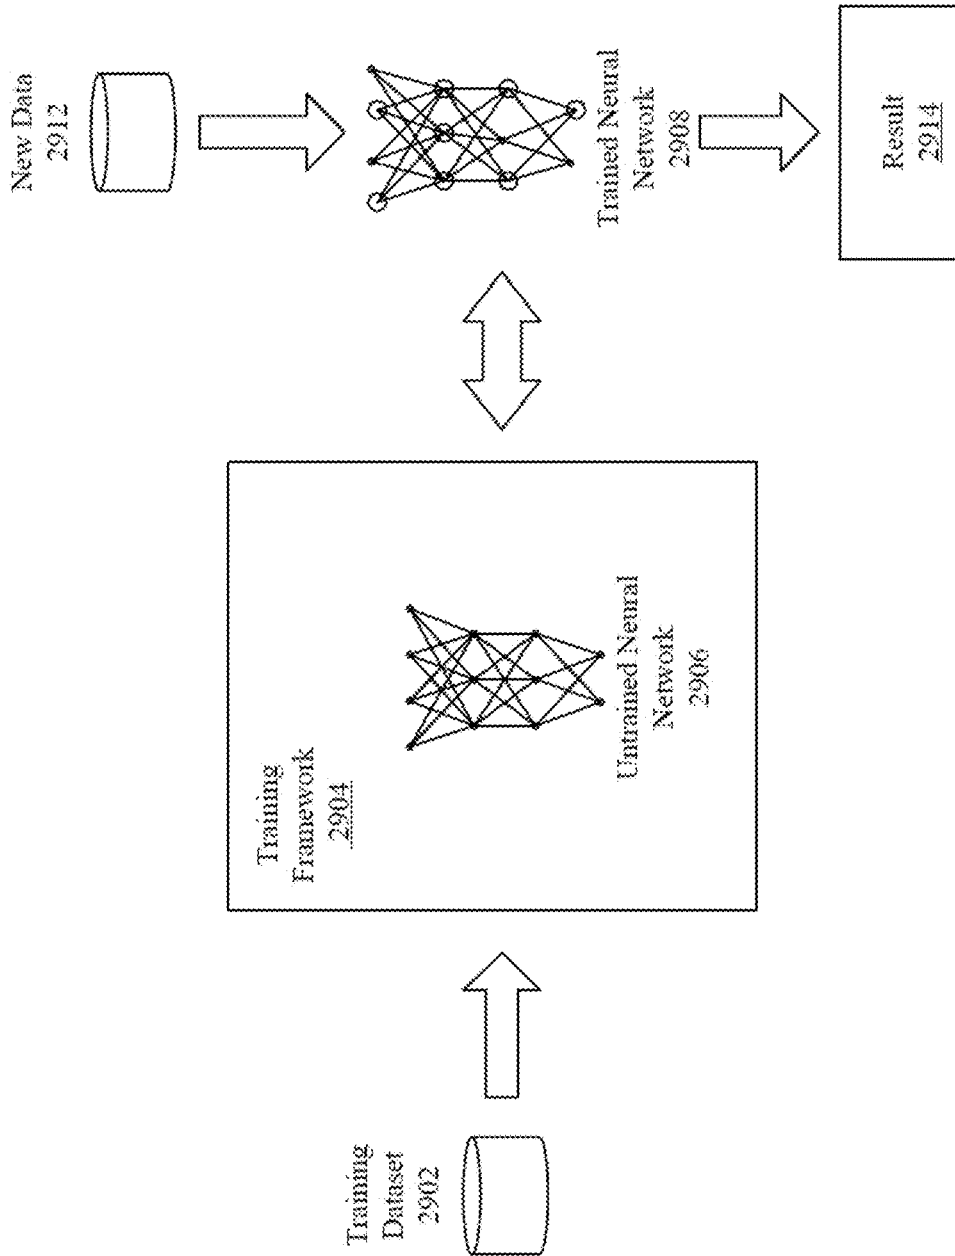 Training
Dataset
2902
Training
Framework
2904
Untrained Neural
Network
2906
New Data
2912
Trained Neural
Network
2908
Result
2914